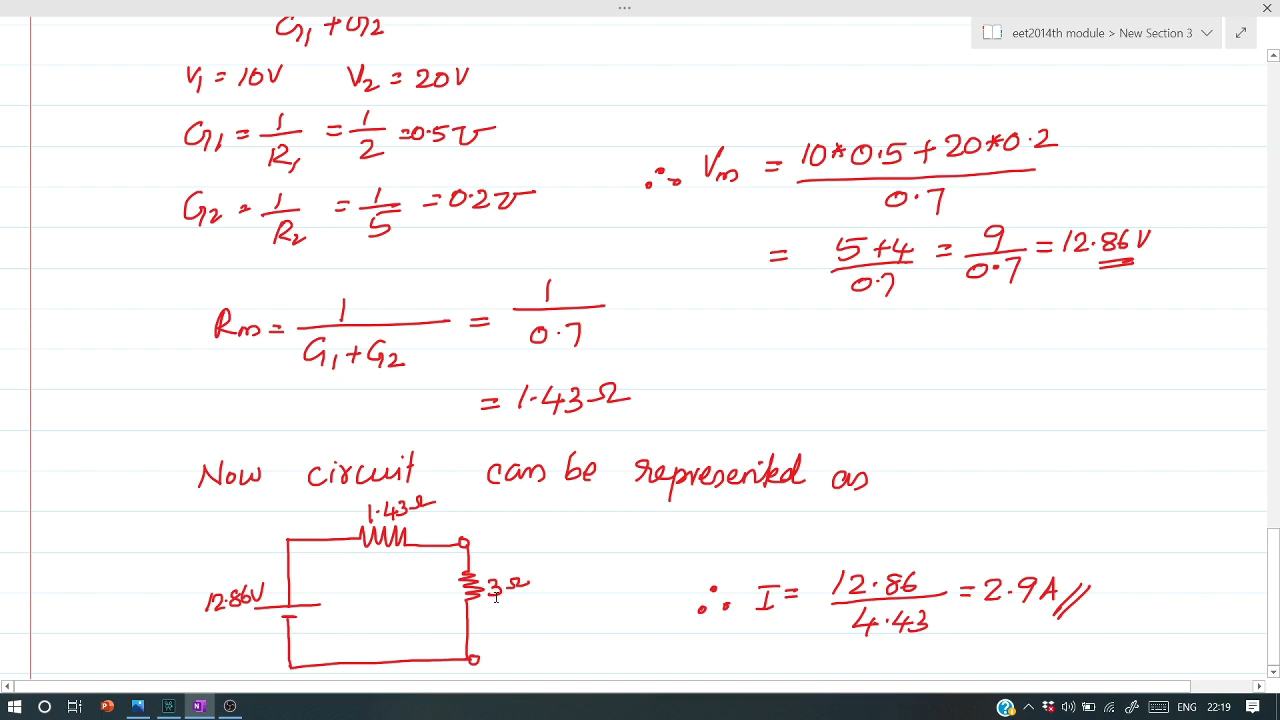 eet2014th module > New Section 3
G1 + G2
V1 = 10V V2 = 20V
G1 = 1/R1 = 1/2 = 0.5℧
G2 = 1/R2 = 1/5 = 0.2℧
∴ Vm = (10*0.5 + 20*0.2)/0.7
= (5+4)/0.7 = 9/0.7 = 12.86 V
Rm = 1/(G1 + G2) = 1/0.7
= 1.43 Ω
Now circuit can be represented as
1.43Ω
12.86V
3Ω
∴ I = 12.86/4.43 = 2.9 A //
ENG 22:19